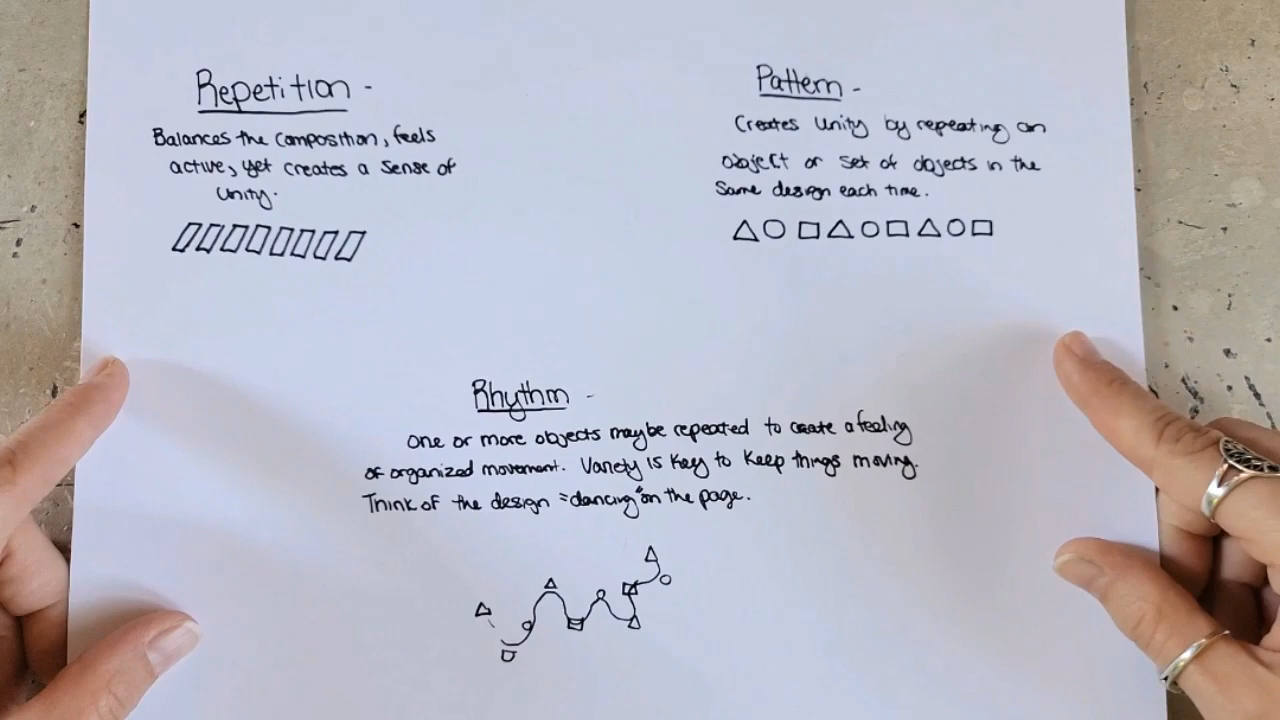 Repetition -
Balances the composition, feels
active, yet creates a sense of
unity.
Pattern -
Creates Unity by repeating an
object or set of objects in the
same design each time.
Rhythm -
One or more objects maybe repeated to create a feeling
of organized movement. Variety is key to keep things moving.
Think of the design "dancing" on the page.